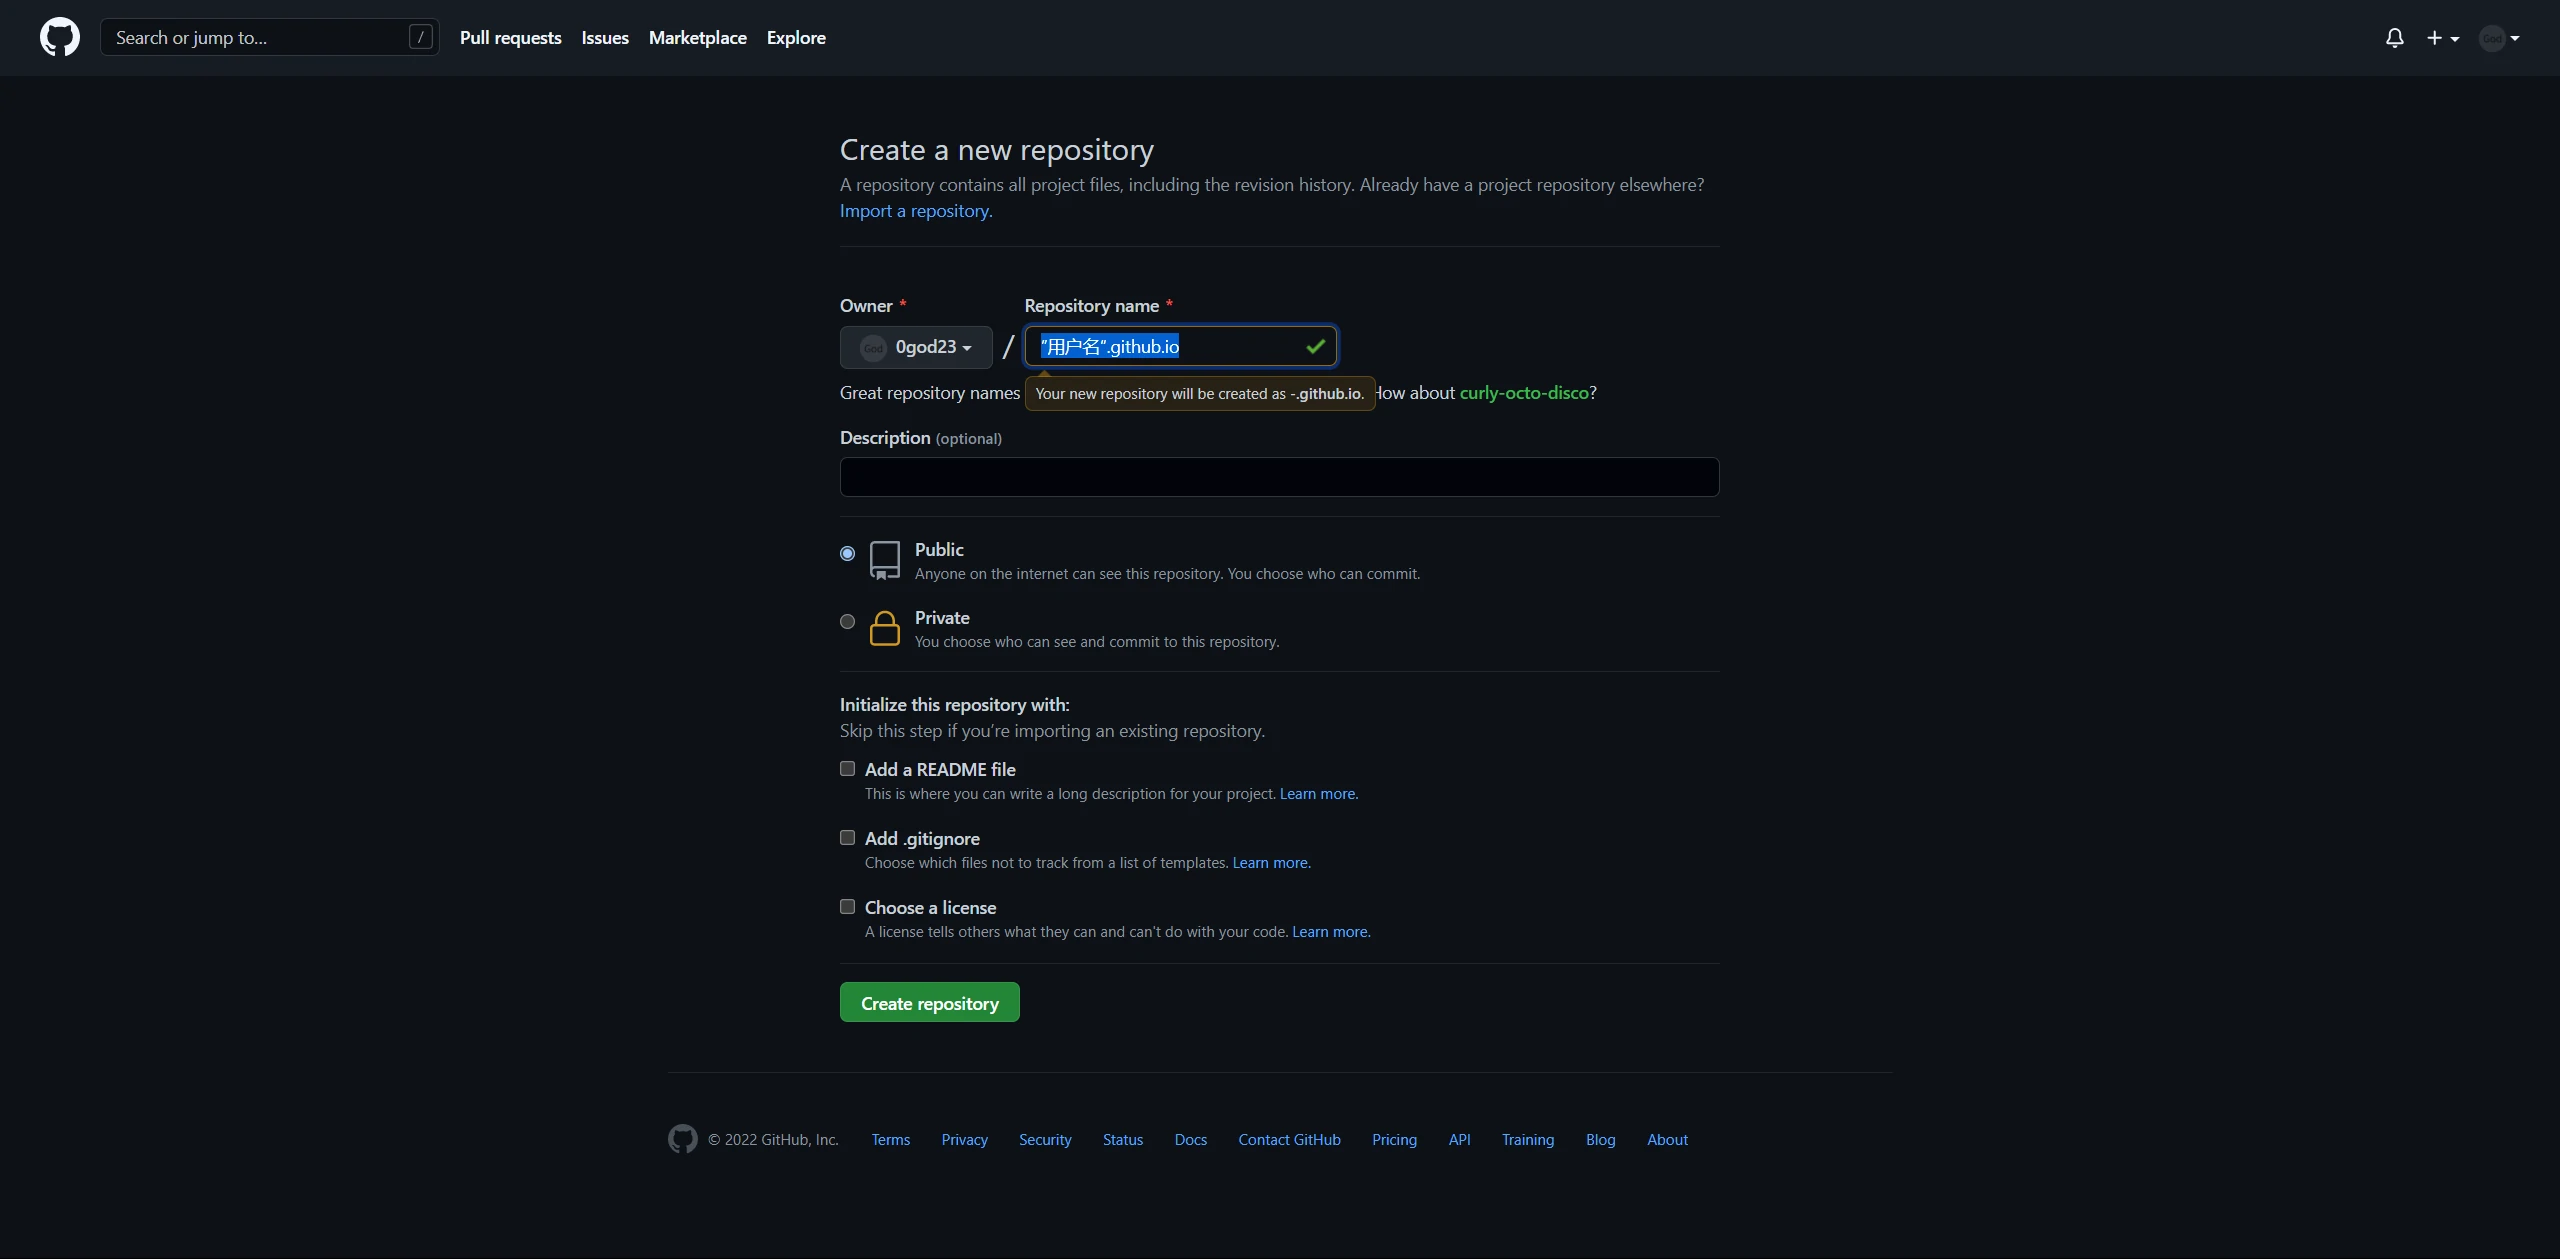 Search or jump to... /
Pull requests Issues Marketplace Explore
Create a new repository
A repository contains all project files, including the revision history. Already have a project repository elsewhere?
Import a repository.
Owner * Repository name *
God 0god23 / "用户名".github.io
Great repository names How about curly-octo-disco?
Your new repository will be created as -.github.io.
Description (optional)
Public
Anyone on the internet can see this repository. You choose who can commit.
Private
You choose who can see and commit to this repository.
Initialize this repository with:
Skip this step if you're importing an existing repository.
Add a README file
This is where you can write a long description for your project. Learn more.
Add .gitignore
Choose which files not to track from a list of templates. Learn more.
Choose a license
A license tells others what they can and can't do with your code. Learn more.
Create repository
© 2022 GitHub, Inc. Terms Privacy Security Status Docs Contact GitHub Pricing API Training Blog About